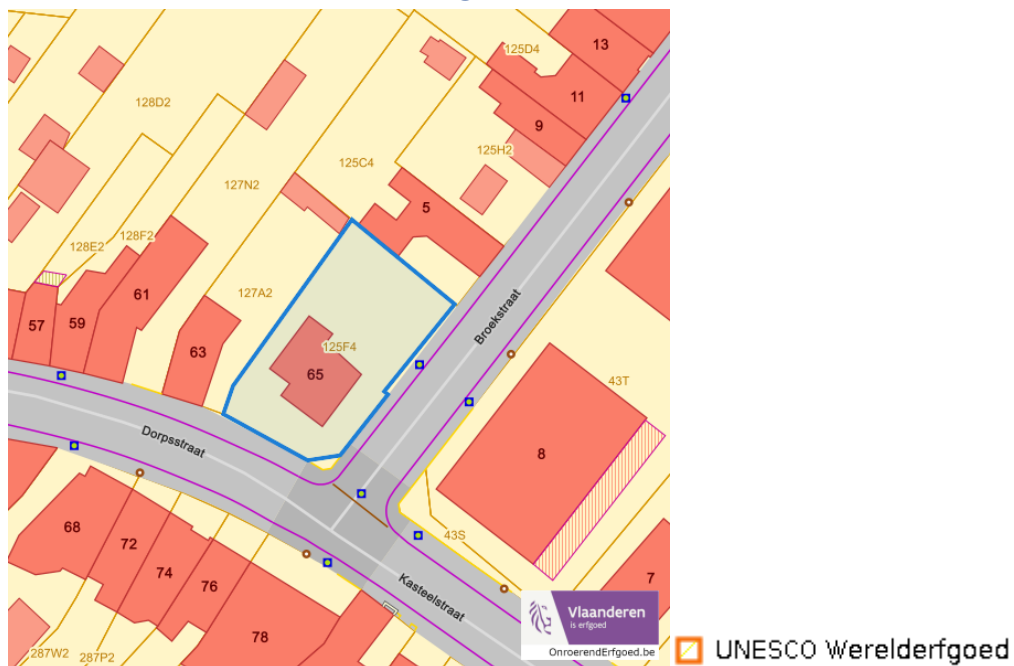 125D4
13
11
9
128D2
125H2
125C4
127N2
5
128F2
128E2
61
127A2
57
59
63
125F4
65
Broekstraat
43T
Dorpsstraat
8
68
72
74
76
78
43S
Kasteelstraat
7
287W2
287P2
Vlaanderen
is erfgoed
OnroerendErfgoed.be
UNESCO Werelderfgoed